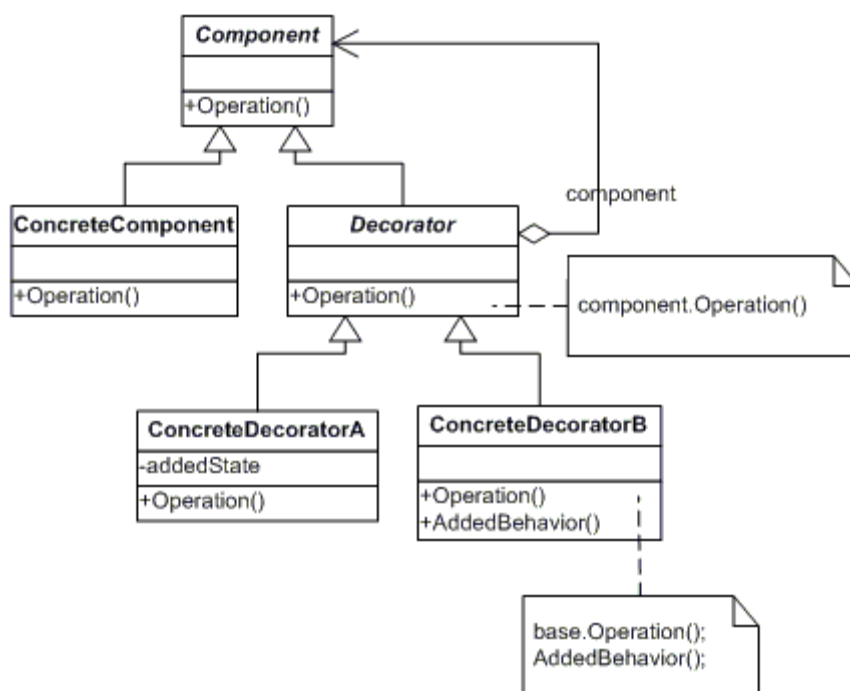 Component
+Operation()
component
ConcreteComponent
+Operation()
Decorator
+Operation()
component.Operation()
ConcreteDecoratorA
-addedState
+Operation()
ConcreteDecoratorB
+Operation()
+AddedBehavior()
base.Operation();
AddedBehavior();